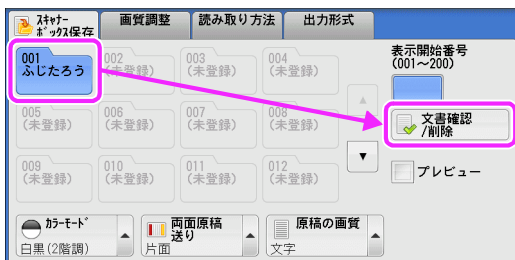 ｽｷｬﾅｰ
ﾎﾞｯｸｽ保存
画質調整
読み取り方法
出力形式
001
ふじたろう
002
(未登録)
003
(未登録)
004
(未登録)
表示開始番号
(001～200)
005
(未登録)
006
(未登録)
007
(未登録)
008
(未登録)
文書確認
/削除
009
(未登録)
010
(未登録)
011
(未登録)
012
(未登録)
プレビュー
ｶﾗｰﾓｰﾄﾞ
白黒(2階調)
両面原稿
送り
片面
原稿の画質
文字